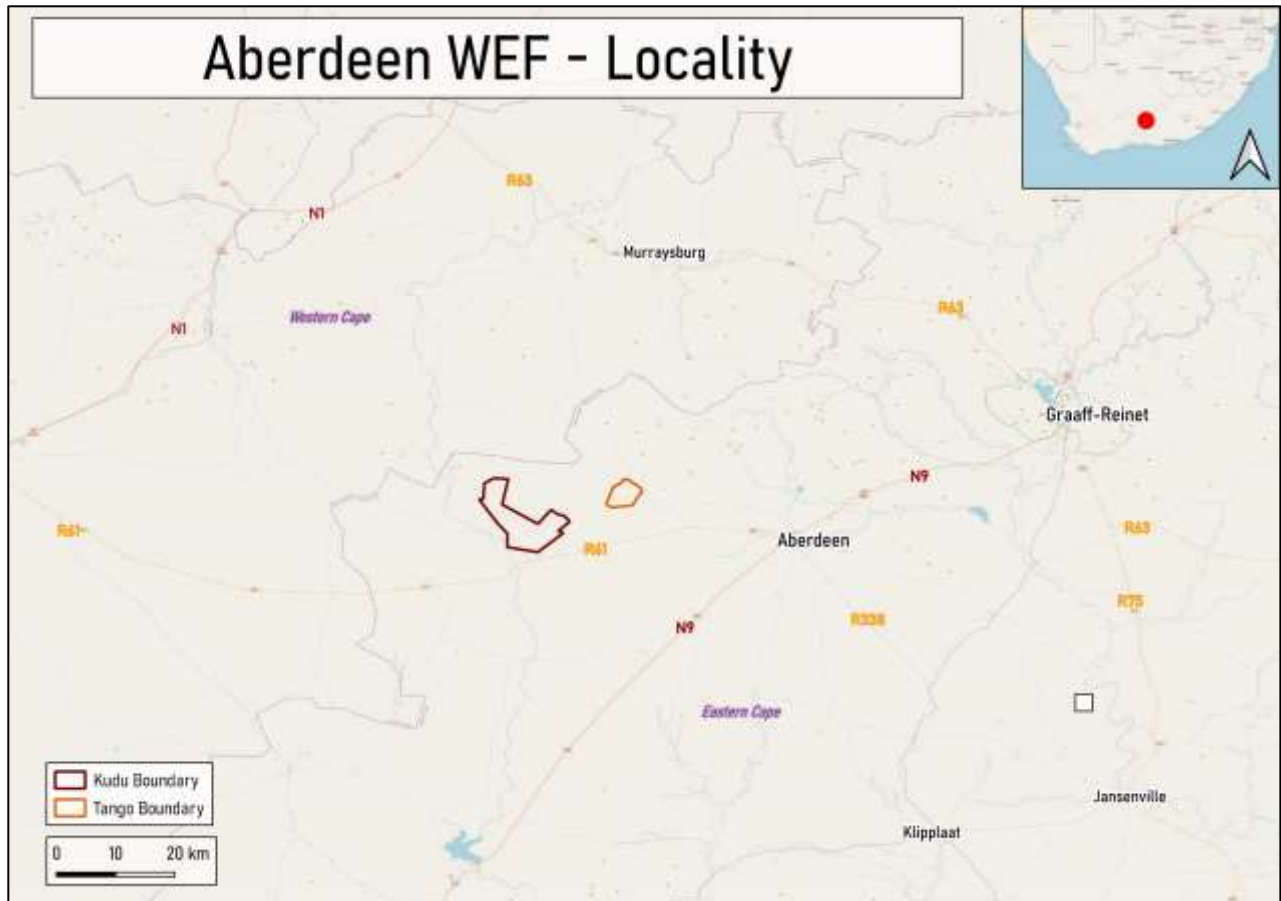 Aberdeen WEF - Locality
R63
N1
Murraysburg
R63
Western Cape
N1
Graaff-Reinet
N9
R61
R63
Aberdeen
R61
R75
R338
N9
Eastern Cape
Kudu Boundary
Tango Boundary
Jansenville
Klipplaat
0 10 20 km